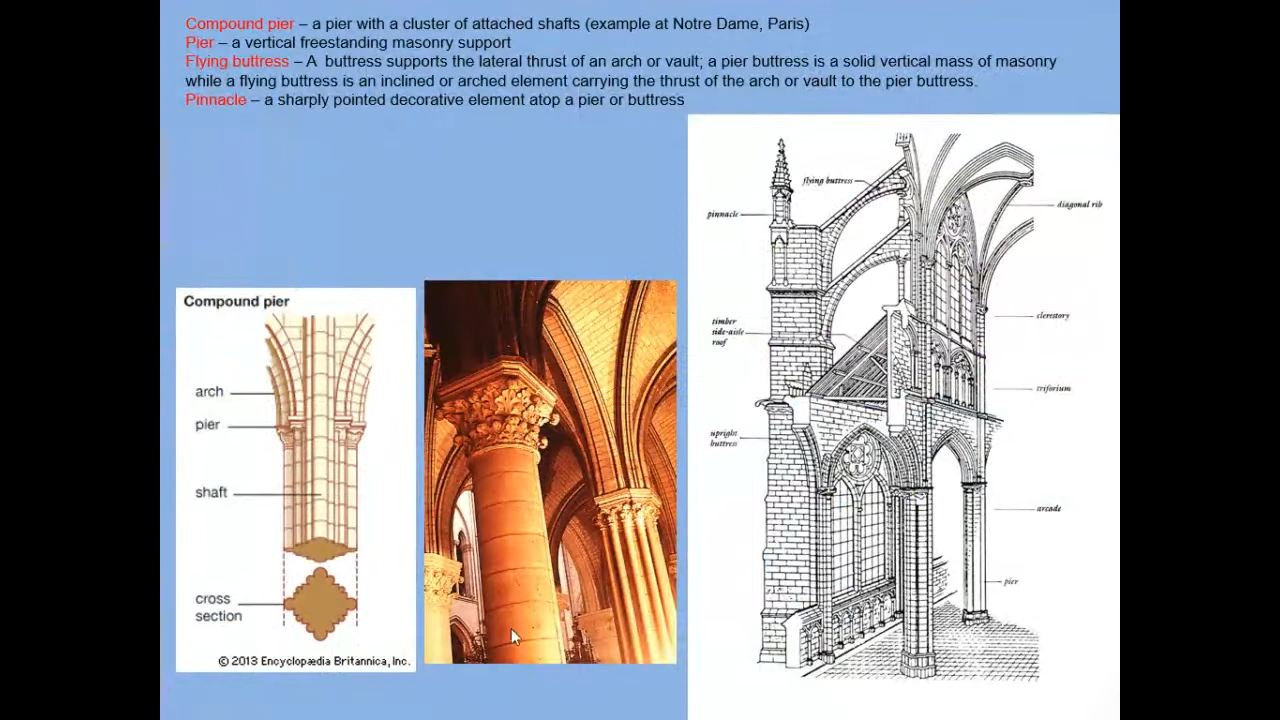 Compound pier – a pier with a cluster of attached shafts (example at Notre Dame, Paris)
Pier – a vertical freestanding masonry support
Flying buttress – A  buttress supports the lateral thrust of an arch or vault; a pier buttress is a solid vertical mass of masonry
while a flying buttress is an inclined or arched element carrying the thrust of the arch or vault to the pier buttress.
Pinnacle – a sharply pointed decorative element atop a pier or buttress
Compound pier
arch
pier
shaft
cross
section
© 2013 Encyclopædia Britannica, Inc.
flying buttress
pinnacle
diagonal rib
timber
side-aisle
roof
clerestory
triforium
upright
buttress
arcade
pier